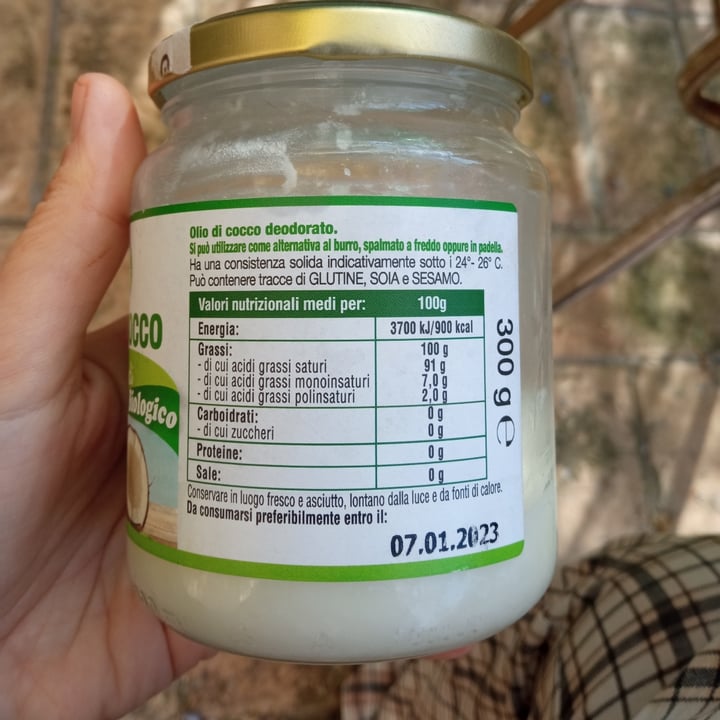 Olio di cocco deodorato.
Si può utilizzare come alternativa al burro, spalmato a freddo oppure in padella.
Ha una consistenza solida indicativamente sotto i 24°- 26° C.
Può contenere tracce di GLUTINE, SOIA e SESAMO.
Valori nutrizionali medi per: 100g
Energia: 3700 kJ/900 kcal
Grassi: 100 g
- di cui acidi grassi saturi 91 g
- di cui acidi grassi monoinsaturi 7,0 g
- di cui acidi grassi polinsaturi 2,0 g
Carboidrati: 0 g
- di cui zuccheri 0 g
Proteine: 0 g
Sale: 0 g
Conservare in luogo fresco e asciutto, lontano dalla luce e da fonti di calore.
Da consumarsi preferibilmente entro il:
07.01.2023
300 g e